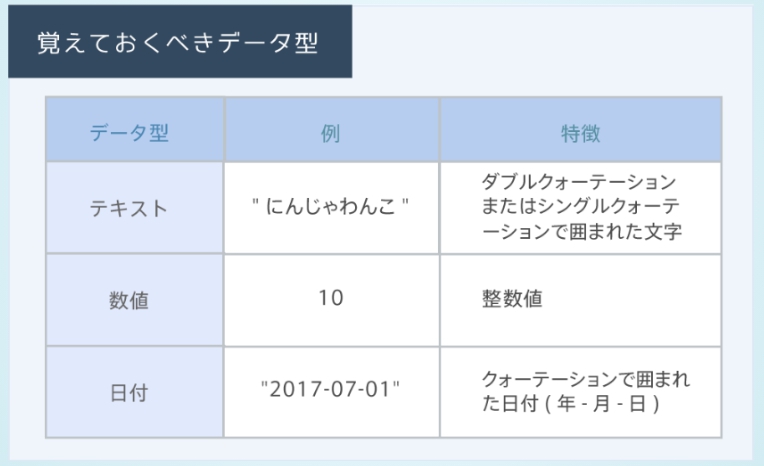 覚えておくべきデータ型
データ型 例 特徴
テキスト "にんじゃわんこ" ダブルクォーテーション
またはシングルクォーテ
ーションで囲まれた文字
数値 10 整数値
日付 "2017-07-01" クォーテーションで囲まれ
た日付 ( 年 - 月 - 日 )